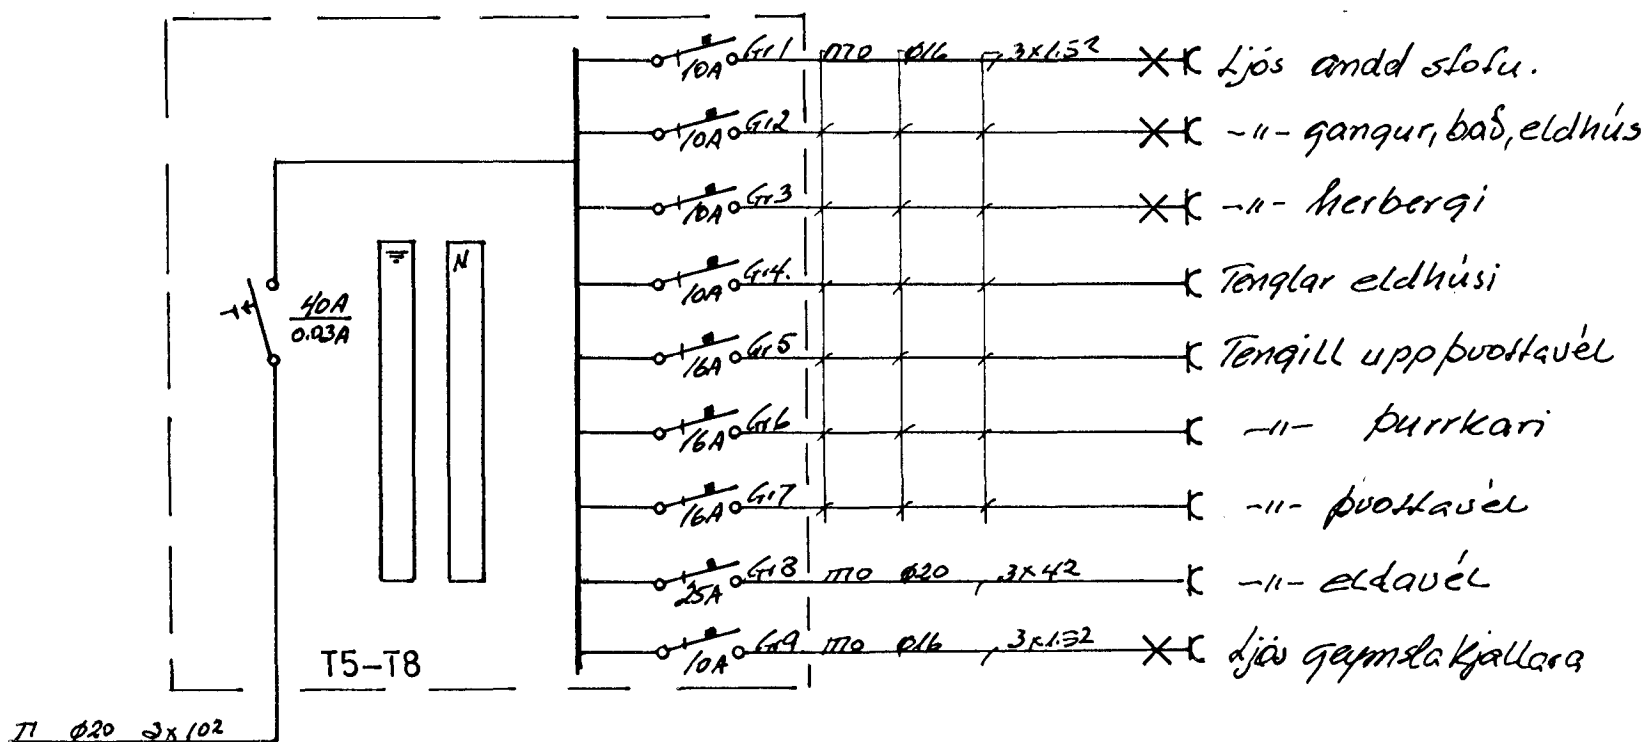 Gr1 10A m0 ø16 3x1.5² Ljós andd stofu.
Gr2 10A -"- gangur, bað, eldhús
Gr3 10A -"- herbergi
Gr4. 10A Tenglar eldhúsi
Gr5 16A Tengill uppþvottavél
Gr6 16A -"- þurrkari
Gr7 16A -"- þvottavél
Gr8 25A m0 ø20 3x4² -"- eldavél
Gr9 10A m0 ø16 3x1.5² Ljós geymsla kjallara
N
40A
0.03A
T5-T8
ø20 3x10²